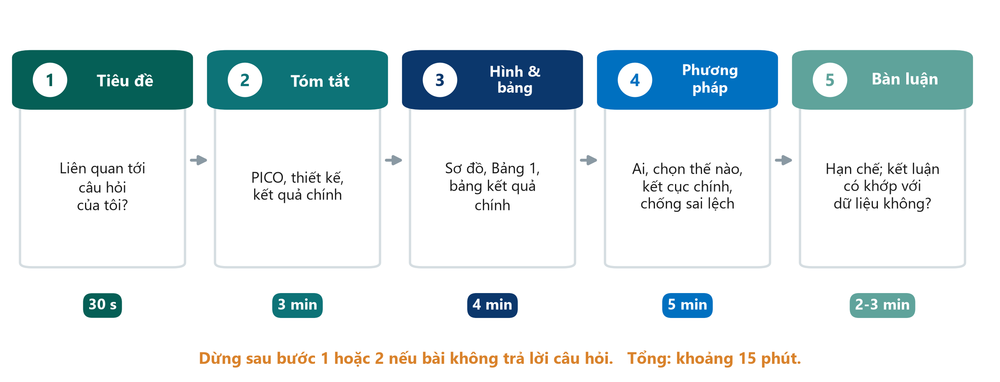 1
Tiêu đề
Liên quan tới
câu hỏi
của tôi?
30 s
2
Tóm tắt
PICO, thiết kế,
kết quả chính
3 min
3
Hình &
bảng
Sơ đồ, Bảng 1,
bảng kết quả
chính
4 min
4
Phương
pháp
Ai, chọn thế nào,
kết cục chính,
chống sai lệch
5 min
5
Bàn luận
Hạn chế; kết luận
có khớp với
dữ liệu không?
2-3 min
Dừng sau bước 1 hoặc 2 nếu bài không trả lời câu hỏi. Tổng: khoảng 15 phút.